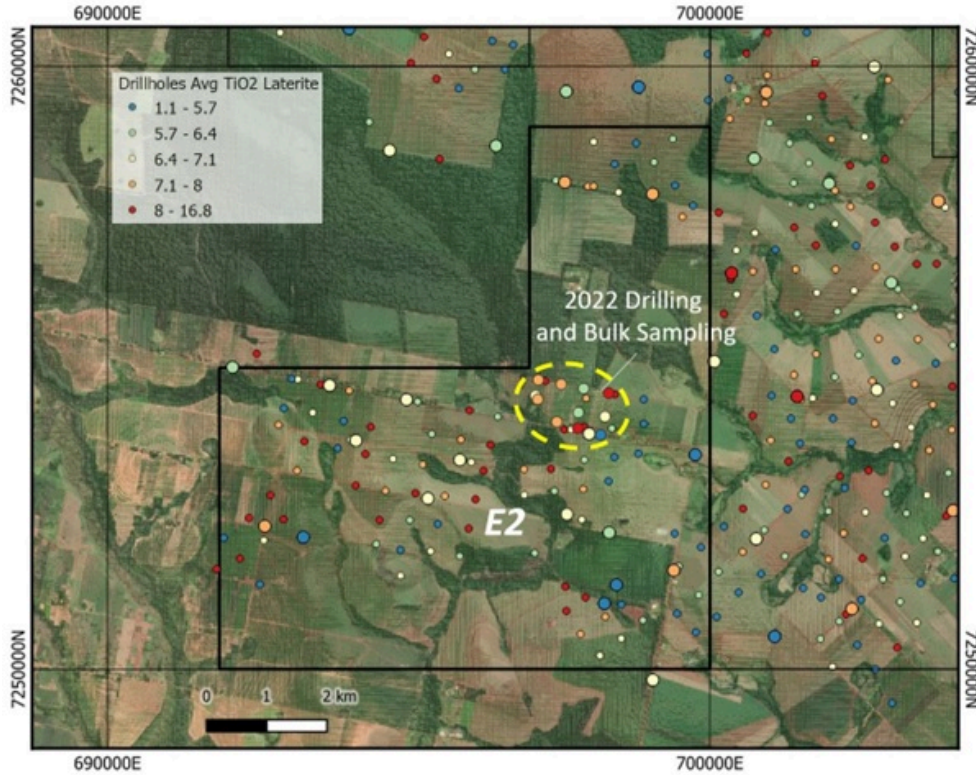 690000E
700000E
7260000N
7260000N
Drillholes Avg TiO2 Laterite
1.1 - 5.7
5.7 - 6.4
6.4 - 7.1
7.1 - 8
8 - 16.8
2022 Drilling
and Bulk Sampling
E2
7250000N
7250000N
0 1 2 km
690000E
700000E